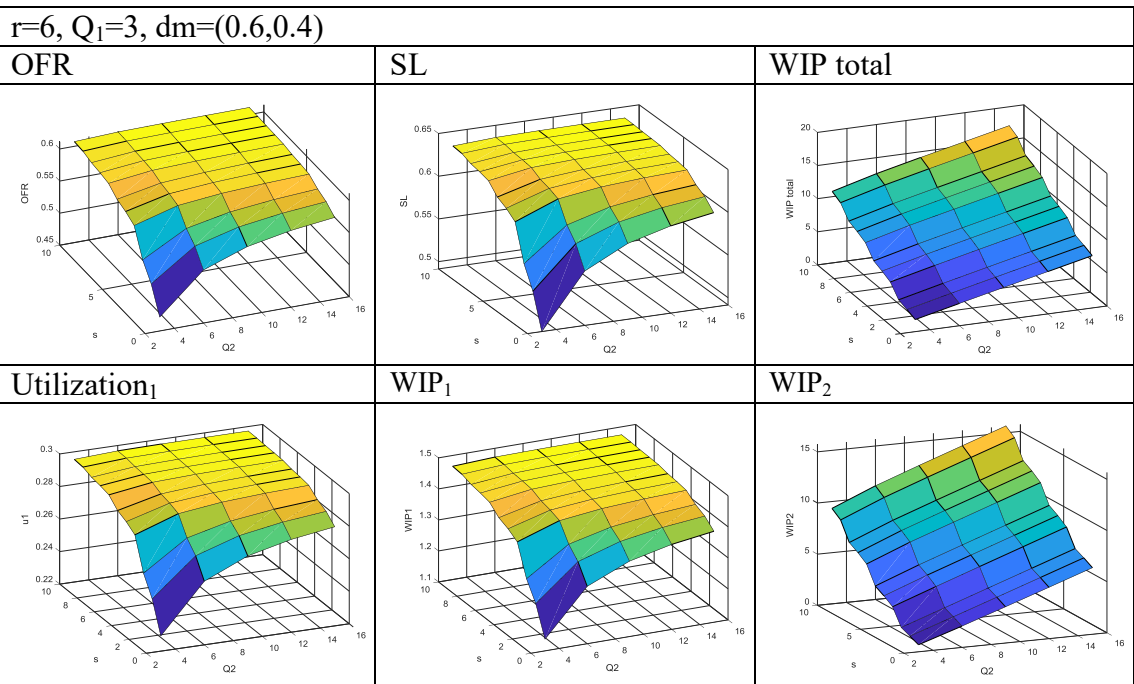 r=6, Q₁=3, dm=(0.6,0.4)
OFR SL WIP total
0.6
0.55
0.5
0.45
OFR
10
5
0
s
2 4 6 8 10 12 14 16
Q2
0.65
0.6
0.55
0.5
SL
10
5
0
s
2 4 6 8 10 12 14 16
Q2
20
15
10
5
0
WIP total
10
8
6
4
2
0
s
2 4 6 8 10 12 14 16
Q2
Utilization₁ WIP₁ WIP₂
0.3
0.28
0.26
0.24
0.22
u1
10
8
6
4
2
0
s
2 4 6 8 10 12 14 16
Q2
1.5
1.4
1.3
1.2
1.1
WIP1
10
8
6
4
2
0
s
2 4 6 8 10 12 14 16
Q2
15
10
5
0
WIP2
10
5
0
s
2 4 6 8 10 12 14 16
Q2